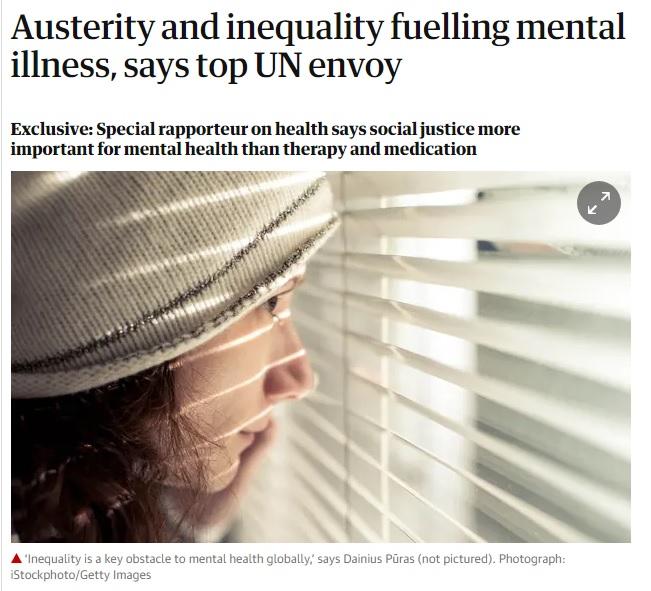 Austerity and inequality fuelling mental
illness, says top UN envoy
Exclusive: Special rapporteur on health says social justice more
important for mental health than therapy and medication
'Inequality is a key obstacle to mental health globally,' says Dainius Pūras (not pictured). Photograph:
iStockphoto/Getty Images